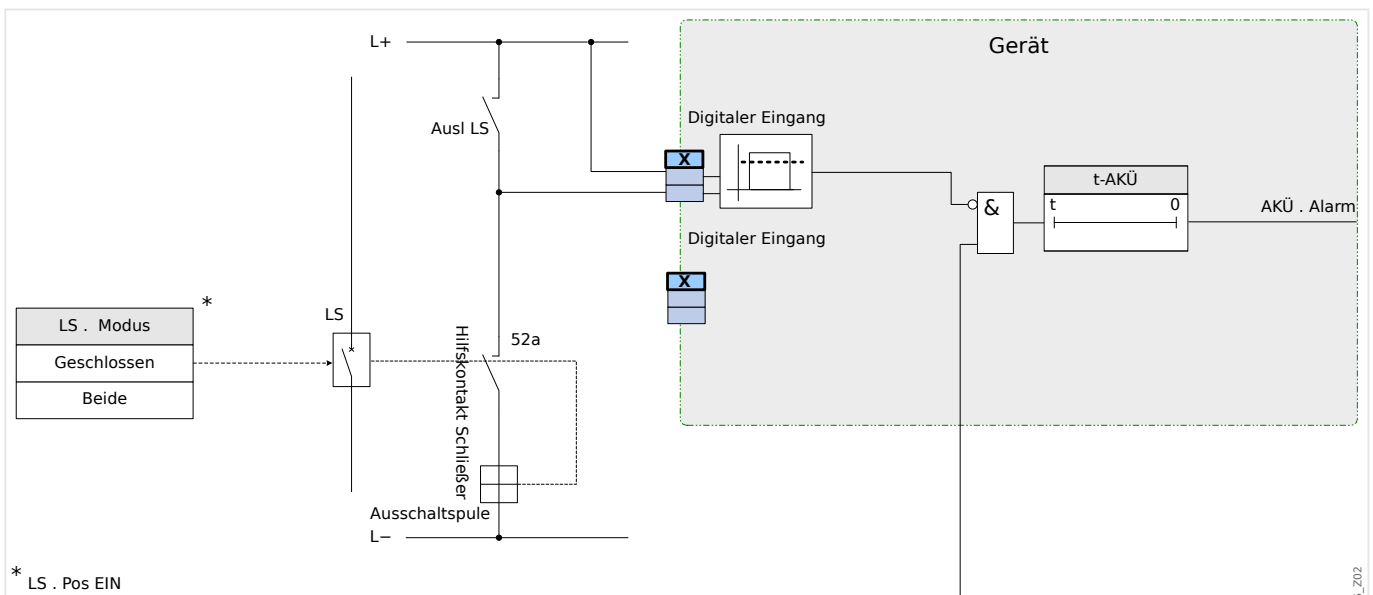 L+
Gerät
Digitaler Eingang
Ausl LS
X
t-AKÜ
t 0
&
AKÜ . Alarm
Digitaler Eingang
X
*
LS . Modus
Geschlossen
Beide
LS
52a
Hilfskontakt Schließer
Ausschaltspule
L−
* LS . Pos EIN
_Z02